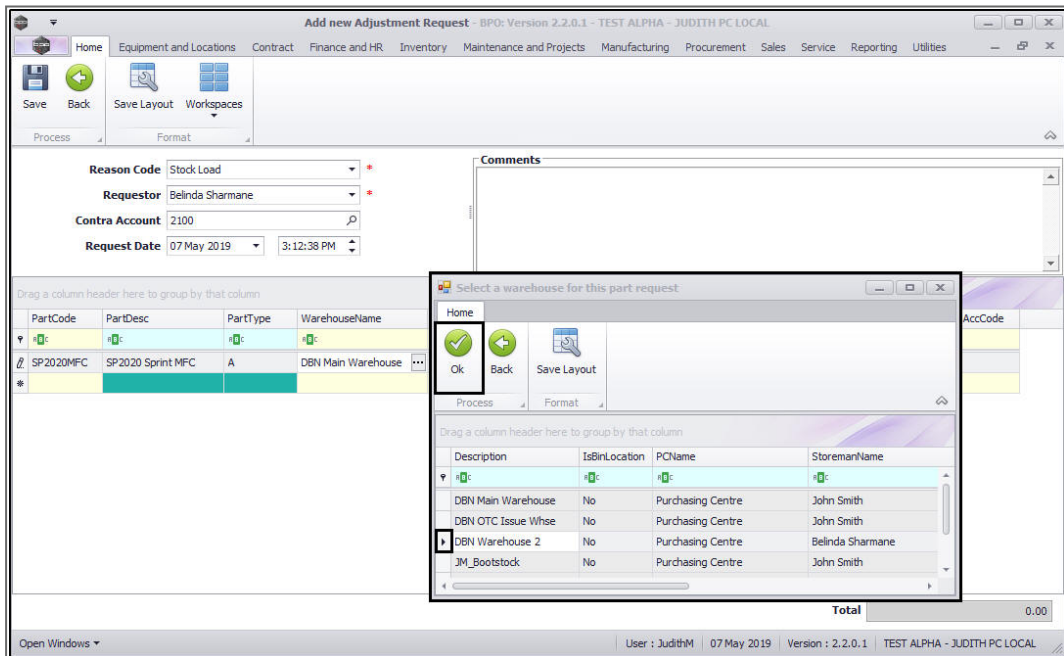 Add new Adjustment Request - BPO: Version 2.2.0.1 - TEST ALPHA - JUDITH PC LOCAL
Home Equipment and Locations Contract Finance and HR Inventory Maintenance and Projects Manufacturing Procurement Sales Service Reporting Utilities
Save Back Save Layout Workspaces
Process Format
Reason Code Stock Load *
Requestor Belinda Sharmane *
Contra Account 2100
Request Date 07 May 2019 3:12:38 PM
Comments
Drag a column header here to group by that column
PartCode PartDesc PartType WarehouseName AccCode
SP2020MFC SP2020 Sprint MFC A DBN Main Warehouse ...
Select a warehouse for this part request
Home
Ok Back Save Layout
Process Format
Drag a column header here to group by that column
Description IsBinLocation PCName StoremanName
DBN Main Warehouse No Purchasing Centre John Smith
DBN OTC Issue Whse No Purchasing Centre John Smith
DBN Warehouse 2 No Purchasing Centre Belinda Sharmane
JM_Bootstock No Purchasing Centre John Smith
Total 0.00
Open Windows User : JudithM 07 May 2019 Version : 2.2.0.1 TEST ALPHA - JUDITH PC LOCAL